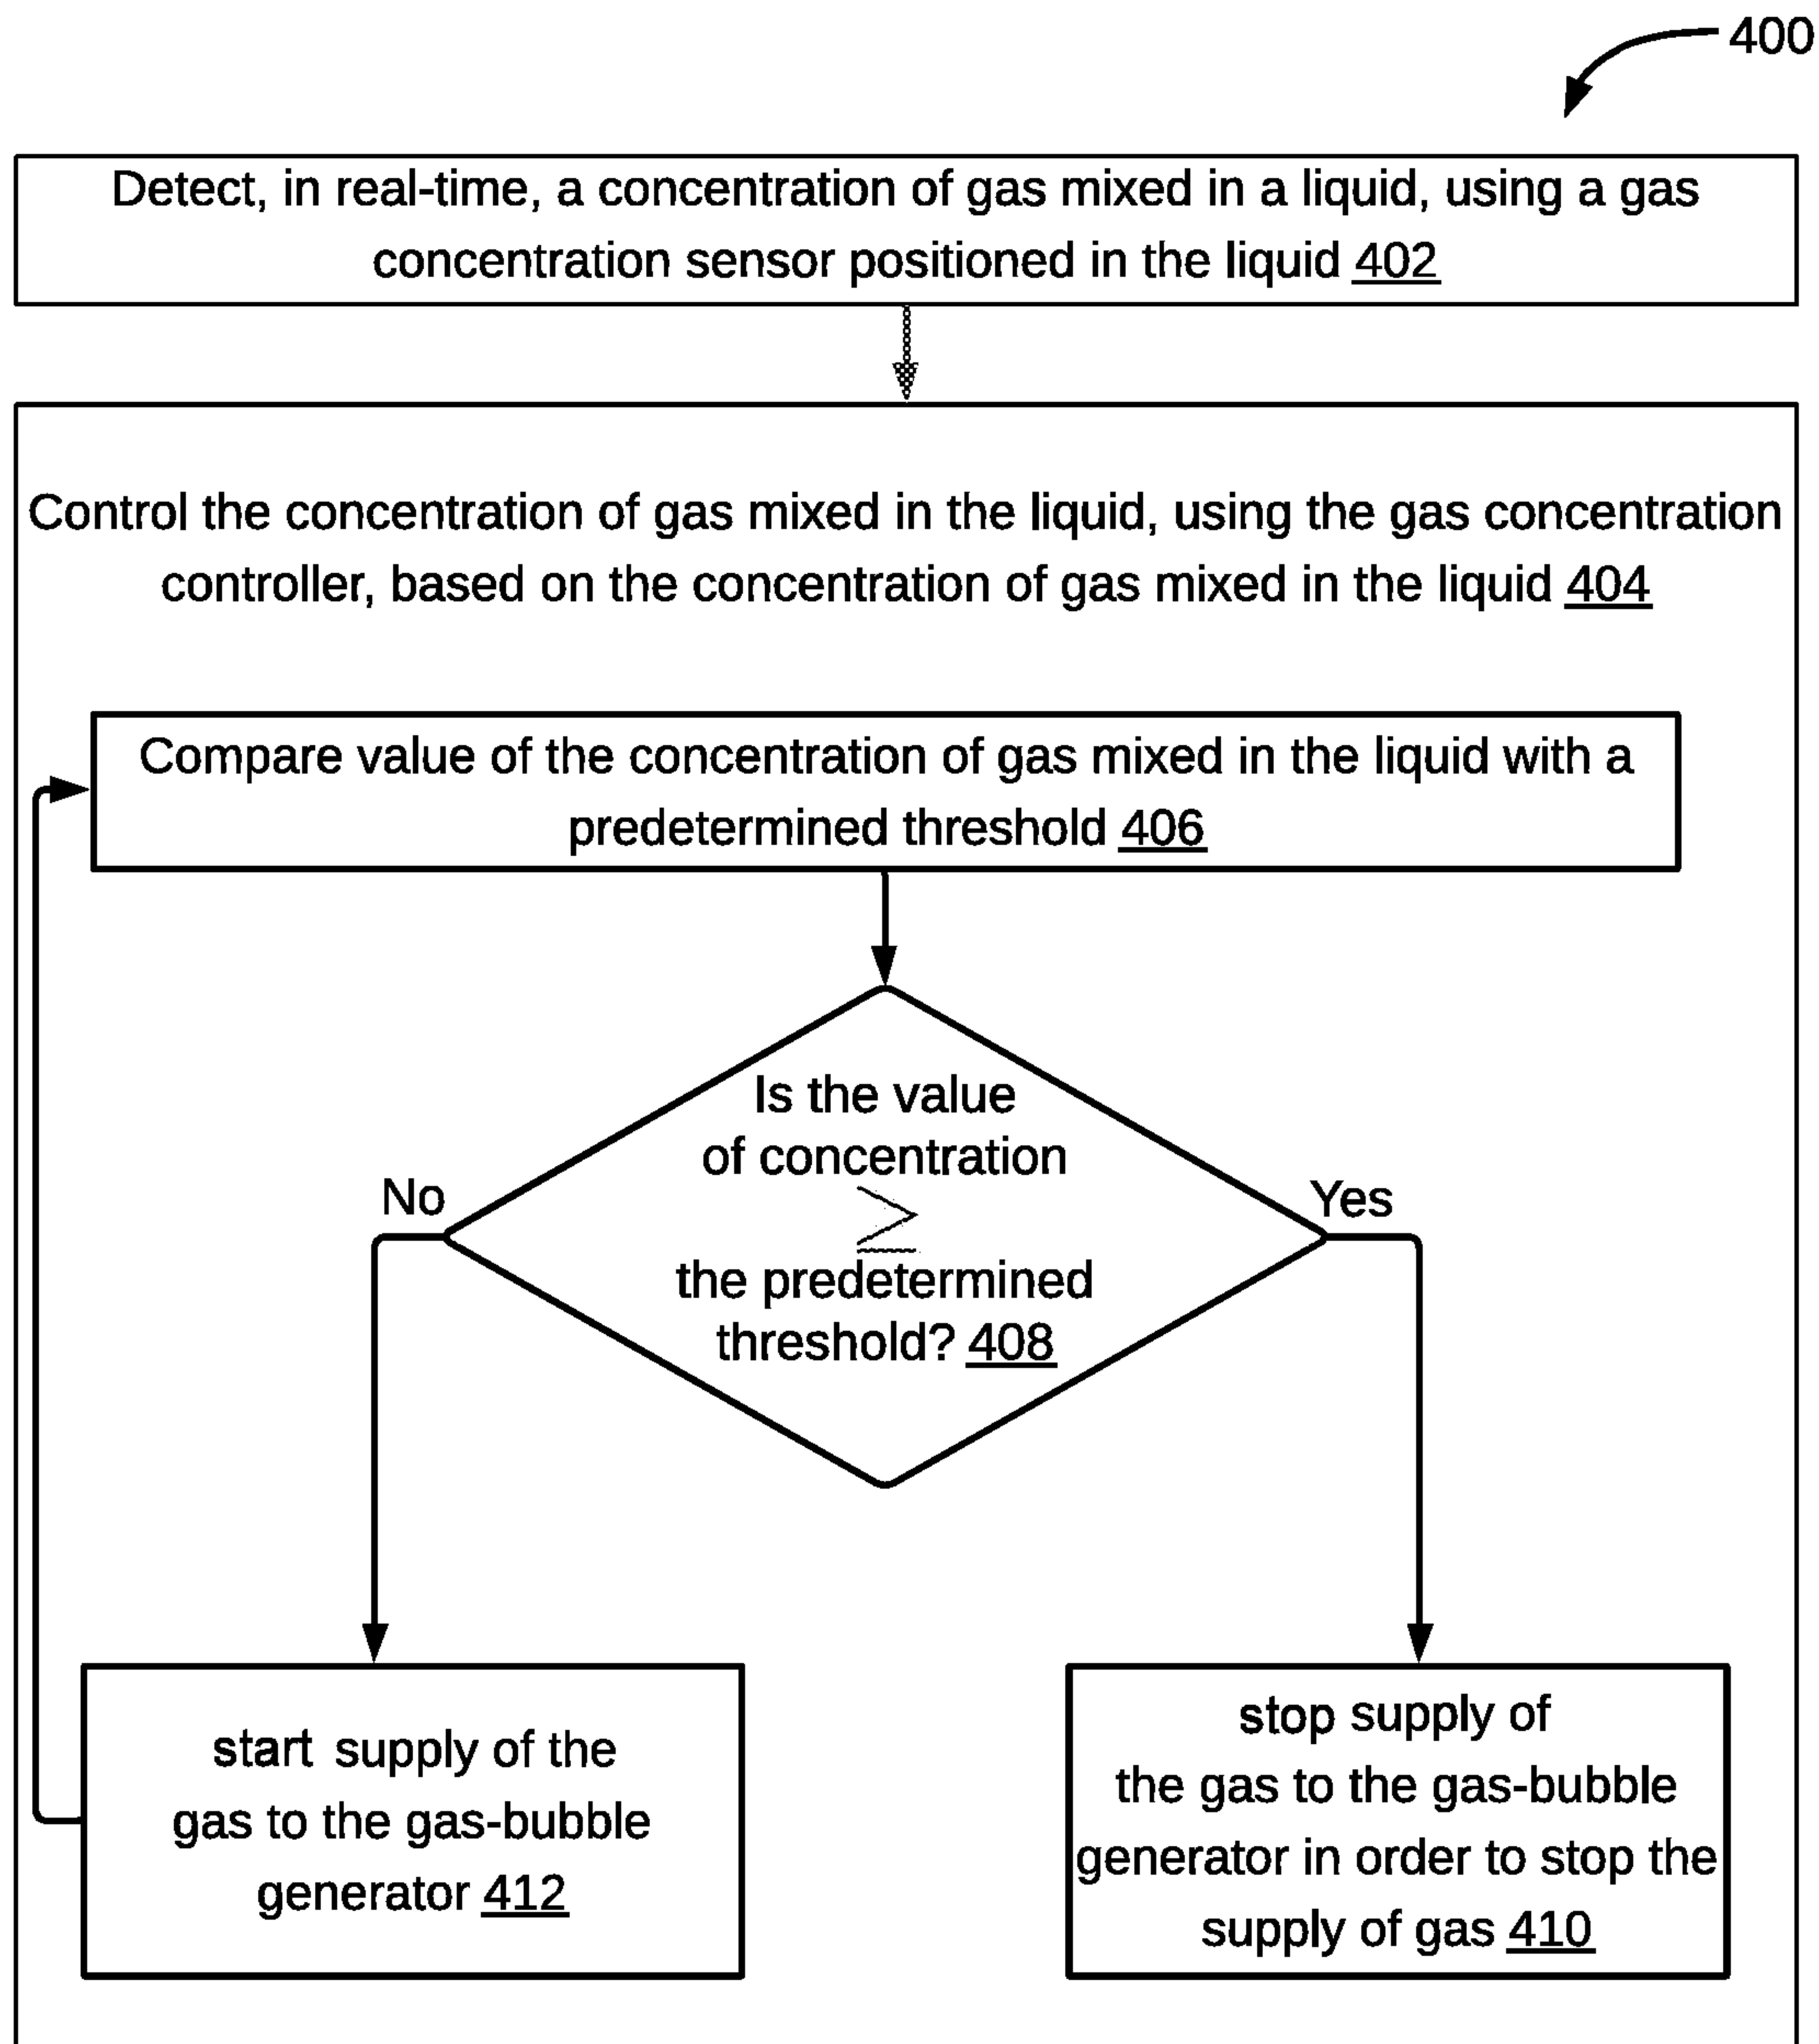 400
Detect, in real-time, a concentration of gas mixed in a liquid, using a gas
concentration sensor positioned in the liquid 402
Control the concentration of gas mixed in the liquid, using the gas concentration
controller, based on the concentration of gas mixed in the liquid 404
Compare value of the concentration of gas mixed in the liquid with a
predetermined threshold 406
Is the value
of concentration
≥
the predetermined
threshold? 408
No
Yes
start supply of the
gas to the gas-bubble
generator 412
stop supply of
the gas to the gas-bubble
generator in order to stop the
supply of gas 410